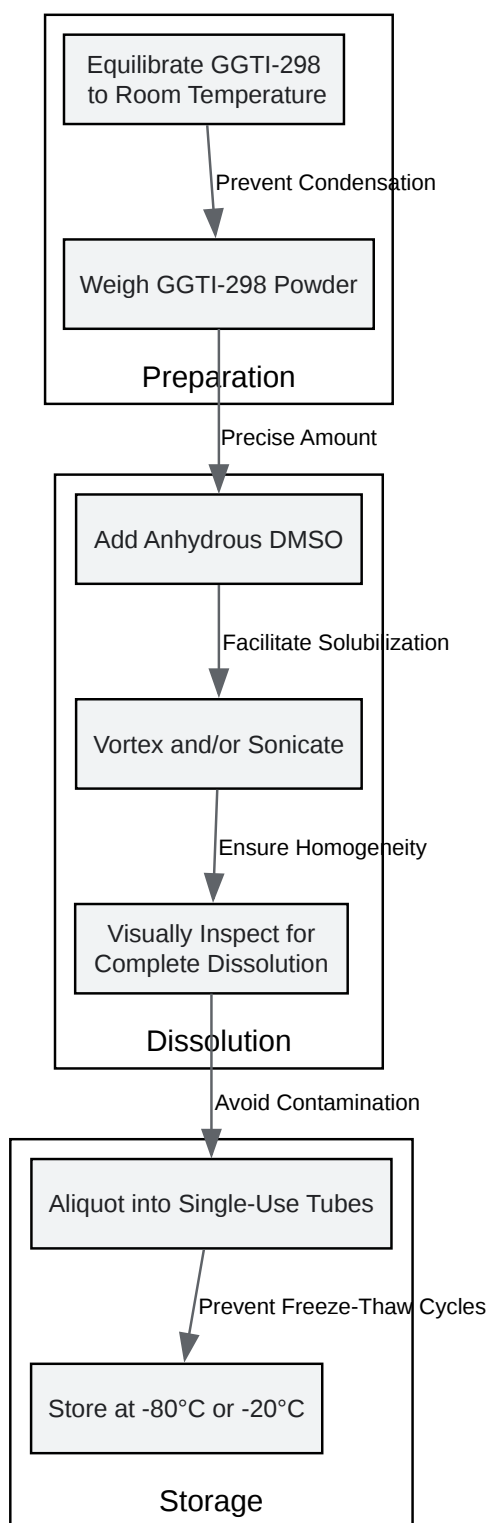 Equilibrate GGTI-298
to Room Temperature
Prevent Condensation
Weigh GGTI-298 Powder
Preparation
Precise Amount
Add Anhydrous DMSO
Facilitate Solubilization
Vortex and/or Sonicate
Ensure Homogeneity
Visually Inspect for
Complete Dissolution
Dissolution
Avoid Contamination
Aliquot into Single-Use Tubes
Prevent Freeze-Thaw Cycles
Store at -80°C or -20°C
Storage